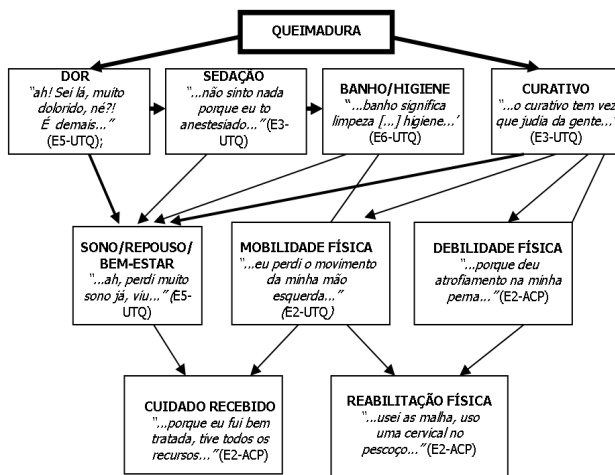 QUEIMADURA
DOR
“ah! Sei lá, muito
dolorido, né?!
É demais...”
(E5-UTQ);
SEDAÇÃO
“...não sinto nada
porque eu to
anestesiado...”(E3-
UTQ)
BANHO/HIGIENE
“...banho significa
limpeza [...] higiene...’
(E6-UTQ)
CURATIVO
“...o curativo tem vez
que judia da gente...”
(E3-UTQ)
SONO/REPOUSO/
BEM-ESTAR
“...ah, perdi muito
sono já, viu...”(E5-
UTQ)
MOBILIDADE FÍSICA
“...eu perdi o movimento
da minha mão
esquerda...”
(E2-UTQ)
DEBILIDADE FÍSICA
“...porque deu
atrofiamento na minha
perna...”(E2-ACP)
CUIDADO RECEBIDO
“...porque eu fui bem
tratada, tive todos os
recursos...”(E2-ACP)
REABILITAÇÃO FÍSICA
“...usei as malha, uso
uma cervical no
pescoço...”(E2-ACP)